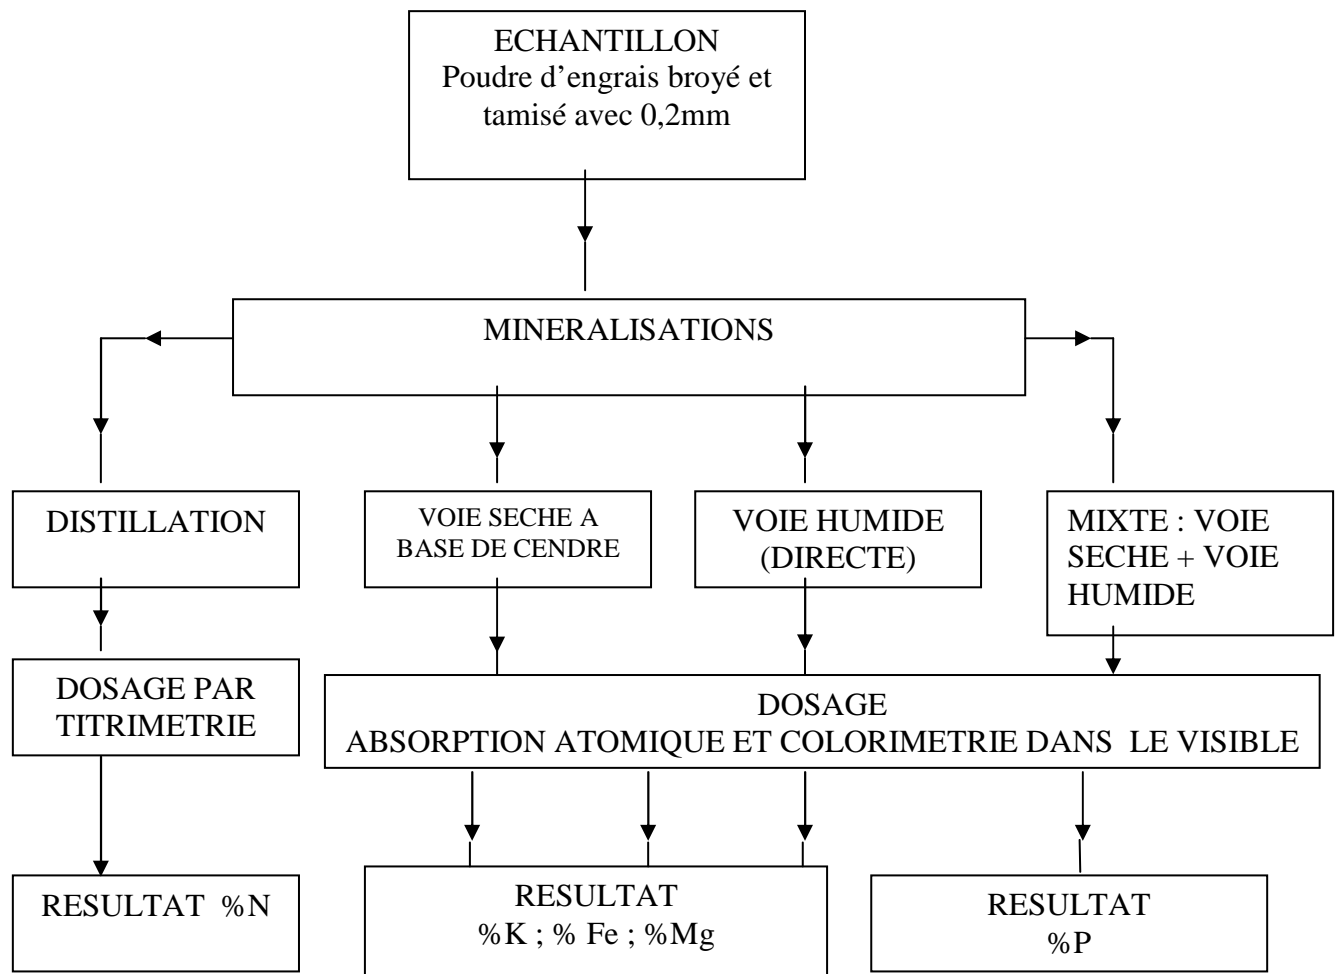 ECHANTILLON
Poudre d’engrais broyé et
tamisé avec 0,2mm
MINERALISATIONS
DISTILLATION
VOIE SECHE A
BASE DE CENDRE
VOIE HUMIDE
(DIRECTE)
MIXTE : VOIE
SECHE + VOIE
HUMIDE
DOSAGE PAR
TITRIMETRIE
DOSAGE
ABSORPTION ATOMIQUE ET COLORIMETRIE DANS LE VISIBLE
RESULTAT %N
RESULTAT
%K ; % Fe ; %Mg
RESULTAT
%P